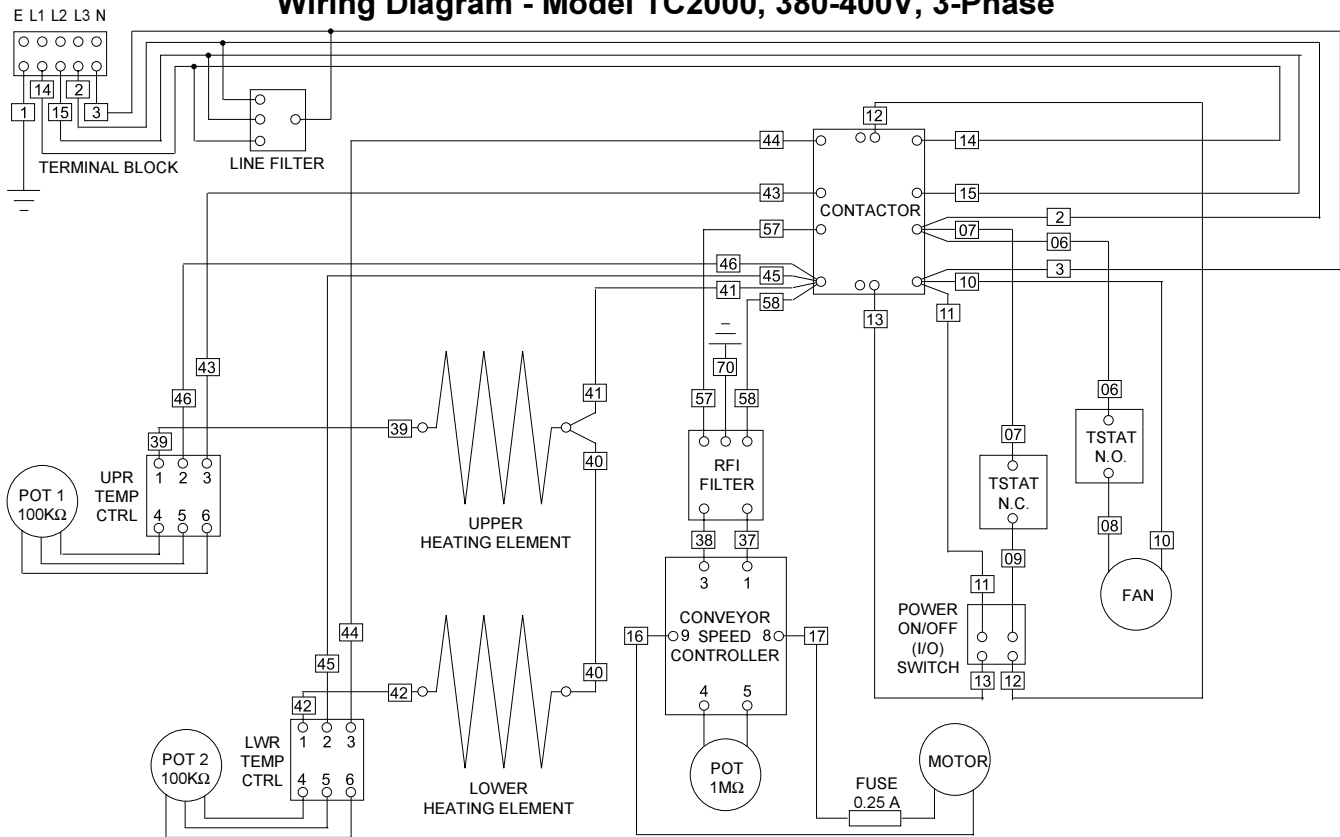 Wiring Diagram - Model TC2000, 380-400V, 3-Phase
E L1 L2 L3 N
14
2
1
15
3
TERMINAL BLOCK
LINE FILTER
12
44
14
43
15
CONTACTOR
57
2
07
06
46
3
45
10
41
58
11
13
70
43
46
41
57
58
06
39
39
07
TSTAT
N.O.
40
RFI
FILTER
UPR
TEMP
CTRL
1 2 3
4 5 6
POT 1
100KΩ
TSTAT
N.C.
UPPER
HEATING ELEMENT
08
38
37
10
09
3 1
11
FAN
CONVEYOR
SPEED
CONTROLLER
9
8
16
17
POWER
ON/OFF
(I/O)
SWITCH
44
45
40
13
12
42
42
4 5
LWR
TEMP
CTRL
1 2 3
4 5 6
POT 2
100KΩ
POT
1MΩ
MOTOR
FUSE
0.25 A
LOWER
HEATING ELEMENT